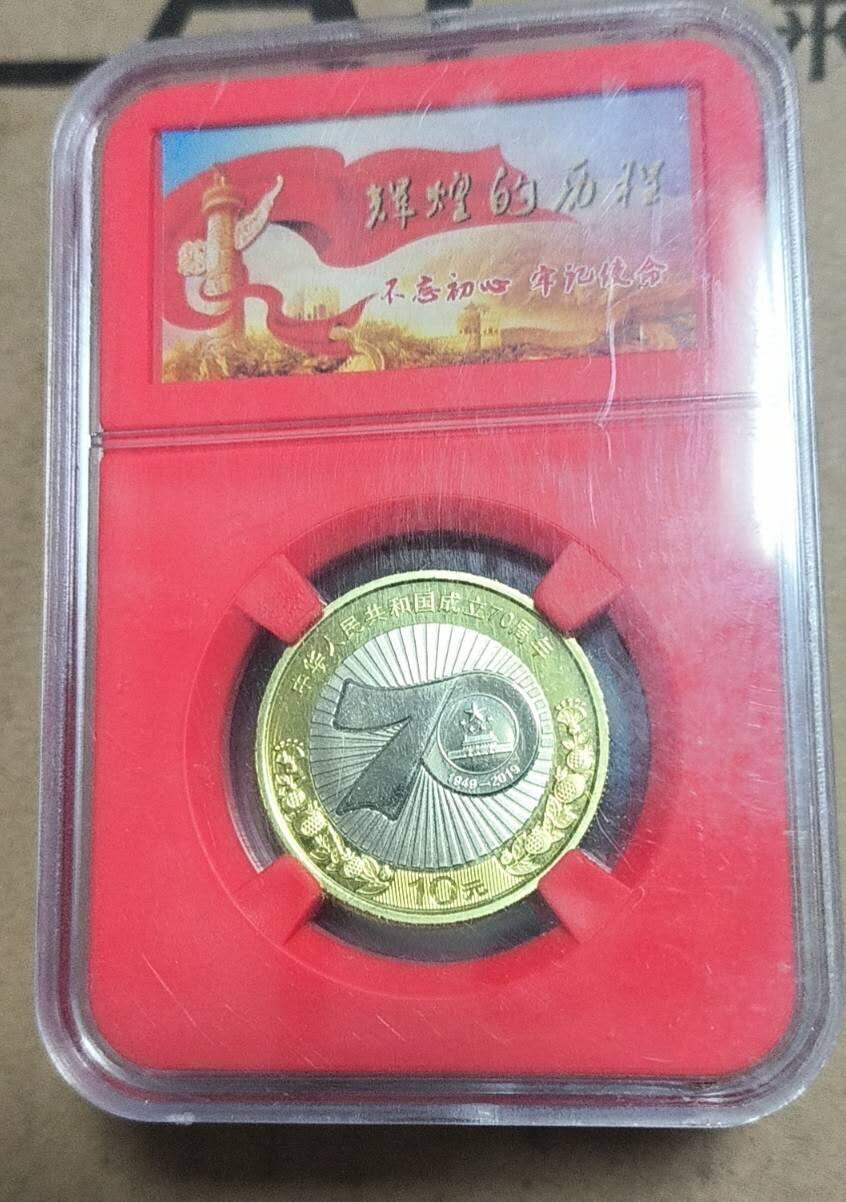 辉煌的历程
不忘初心 牢记使命
中华人民共和国成立70周年
70
1949—2019
10元